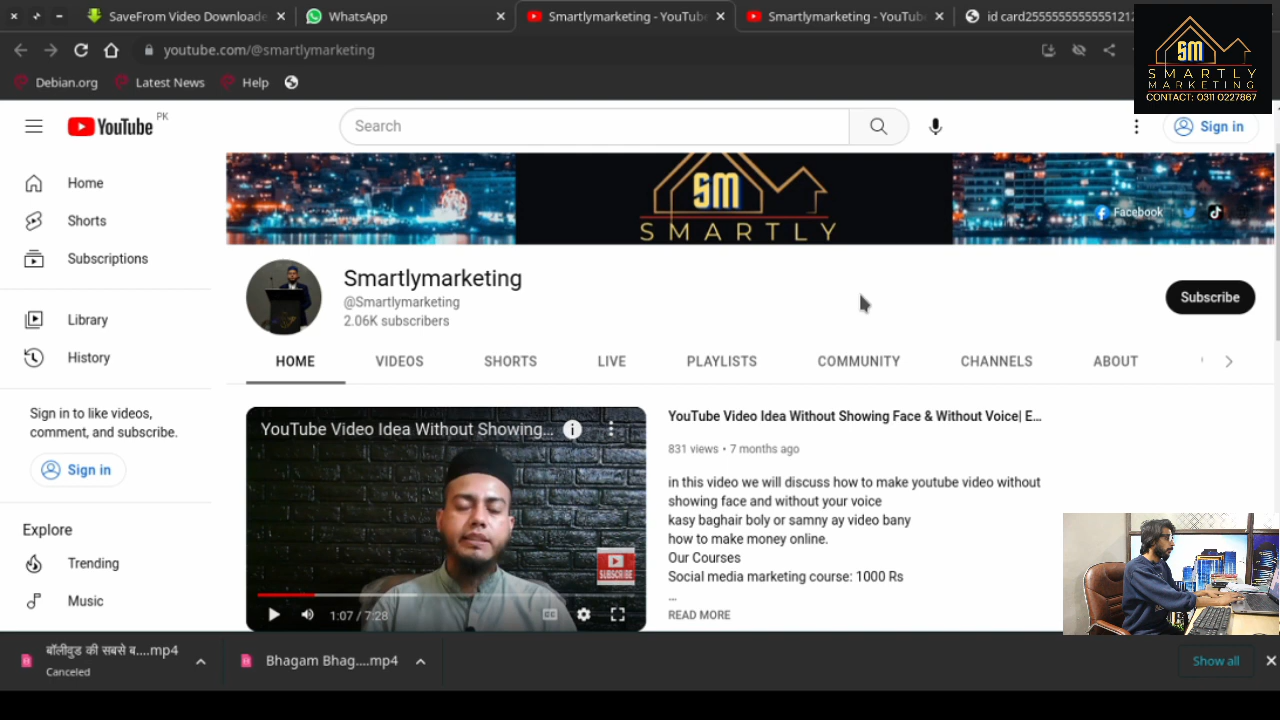 SaveFrom Video Downloade
WhatsApp
Smartlymarketing - YouTube
Smartlymarketing - YouTube
youtube.com/@smartlymarketing
Debian.org
Latest News
Help
SM
SMARTLY
MARKETING
CONTACT: 0311 0227867
YouTube
PK
Search
Sign in
Home
Shorts
Subscriptions
Library
History
Sign in to like videos,
comment, and subscribe.
Sign in
Explore
Trending
Music
SM
SMARTLY
Facebook
Smartlymarketing
@Smartlymarketing
2.06K subscribers
Subscribe
HOME
VIDEOS
SHORTS
LIVE
PLAYLISTS
COMMUNITY
CHANNELS
ABOUT
YouTube Video Idea Without Showing...
SUBSCRIBE
1:07 / 7:28
YouTube Video Idea Without Showing Face & Without Voice| E...
831 views • 7 months ago
in this video we will discuss how to make youtube video without
showing face and without your voice
kasy baghair boly or samny ay video bany
how to make money online.
Our Courses
Social media marketing course: 1000 Rs
...
READ MORE
बॉलीवुड की सबसे ब....mp4
Canceled
Bhagam Bhag....mp4
Show all